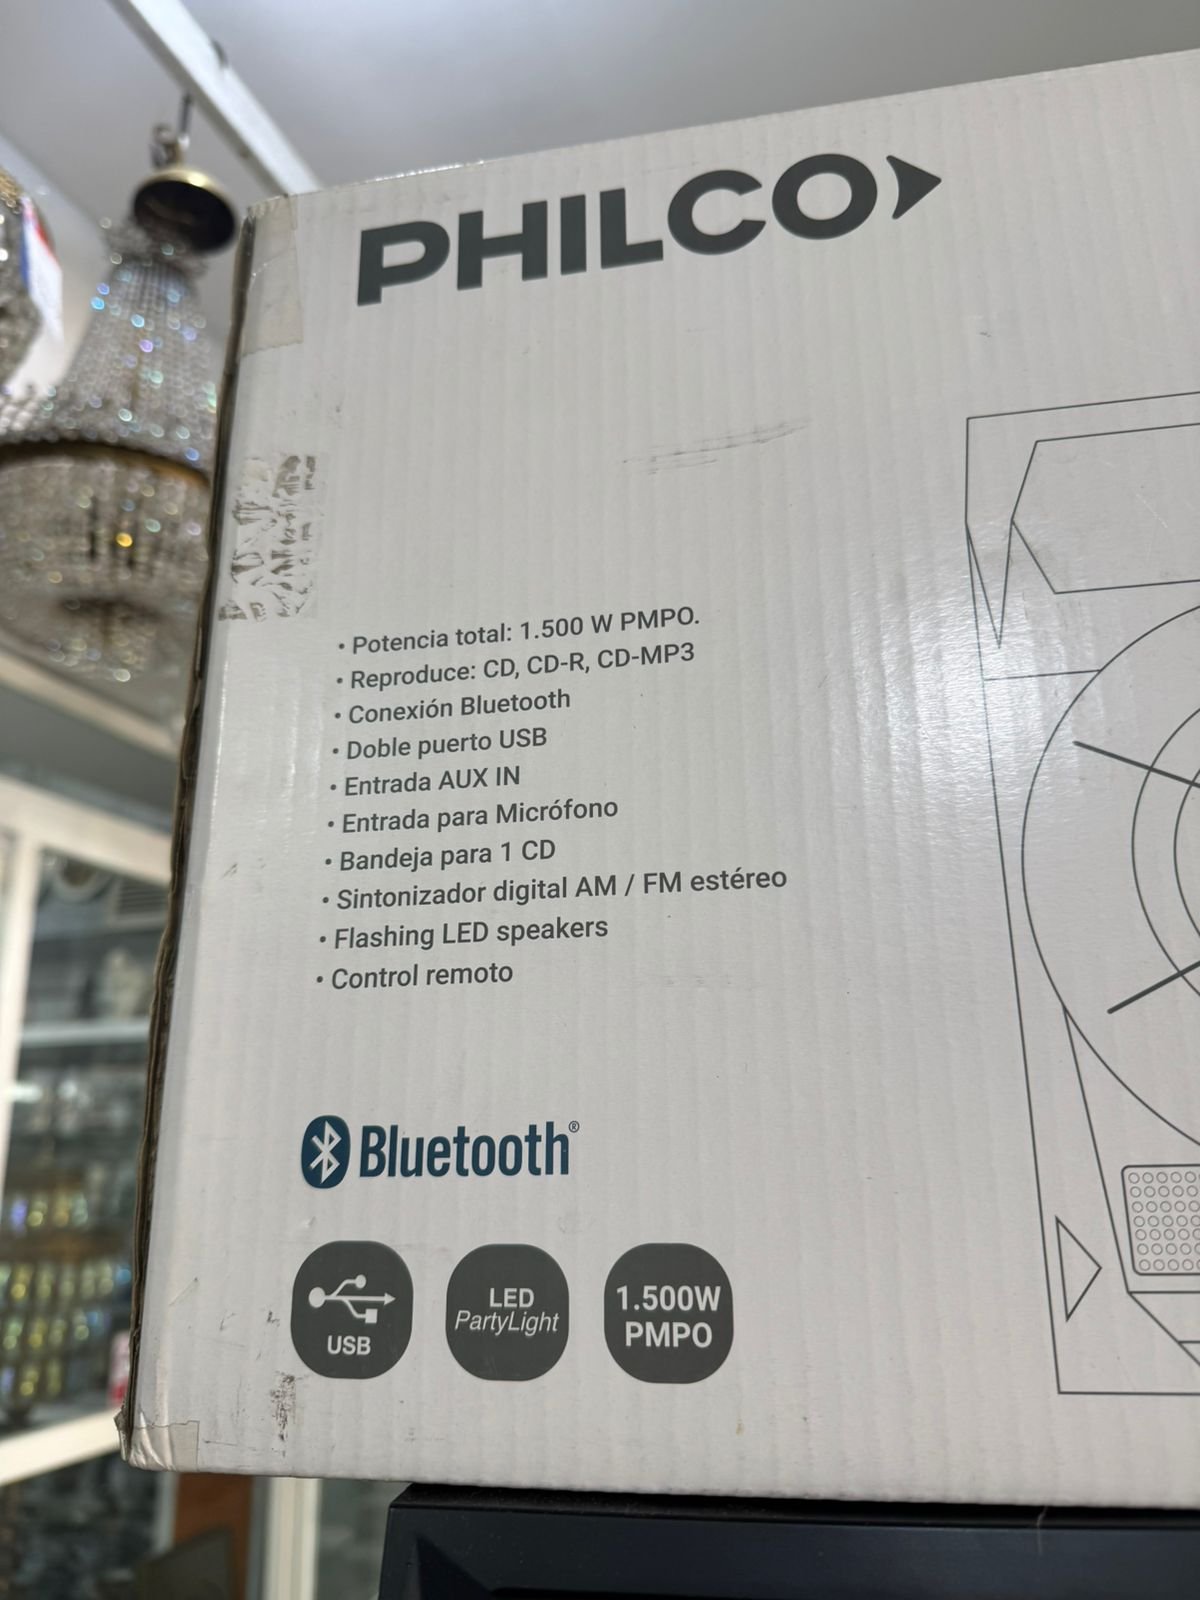 PHILCO
• Potencia total: 1.500 W PMPO.
• Reproduce: CD, CD-R, CD-MP3
• Conexión Bluetooth
• Doble puerto USB
• Entrada AUX IN
• Entrada para Micrófono
• Bandeja para 1 CD
• Sintonizador digital AM / FM estéreo
• Flashing LED speakers
• Control remoto
Bluetooth®
USB
LED
PartyLight
1.500W
PMPO